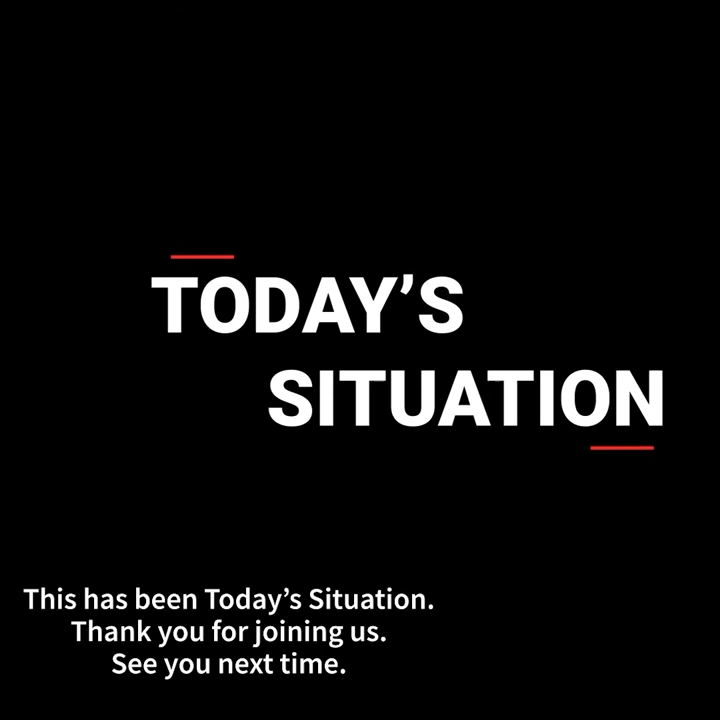 TODAY’S
SITUATION
This has been Today’s Situation.
Thank you for joining us.
See you next time.